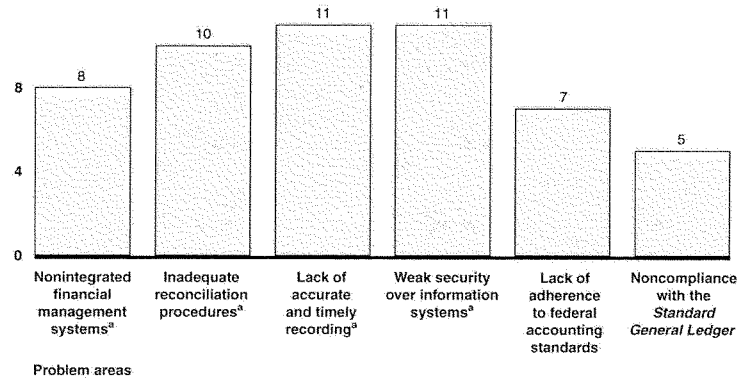 11
11
10
8
8
7
5
4
0
Nonintegrated
financial
management
systemsª
Inadequate
reconciliation
proceduresª
Lack of
accurate
and timely
recordingª
Weak security
over information
systemsª
Lack of
adherence
to federal
accounting
standards
Noncompliance
with the
Standard
General Ledger
Problem areas